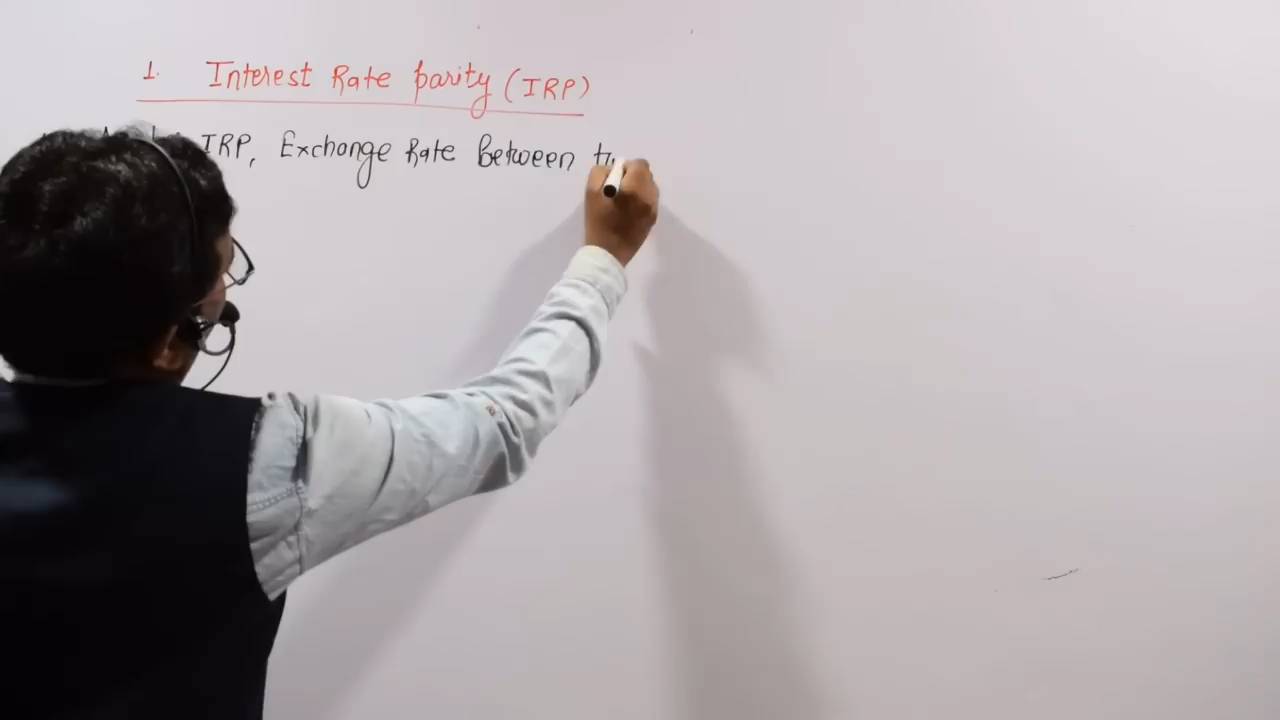 1. Interest Rate parity (IRP)
IRP, Exchange Rate Between